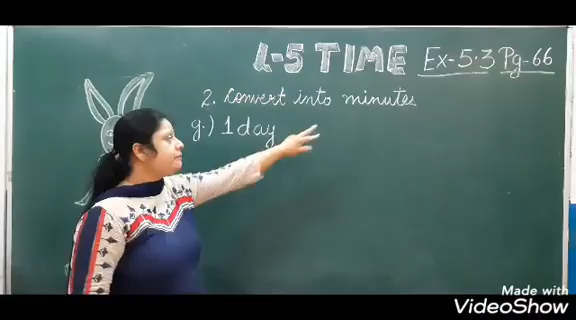 L-5 TIME Ex-5.3 Pg-66
2. Convert into minutes
g.) 1 day
Made with
VideoShow